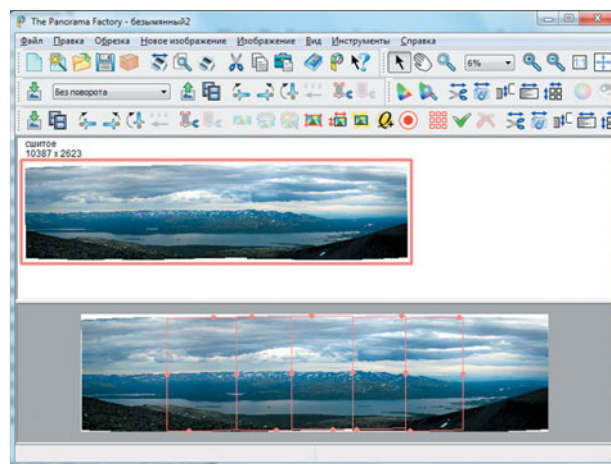 The Panorama Factory - безымянный2
Файл Правка Обрезка Новое изображение Изображение Вид Инструменты Справка
6%
Без поворота
сшитое
10387 x 2623